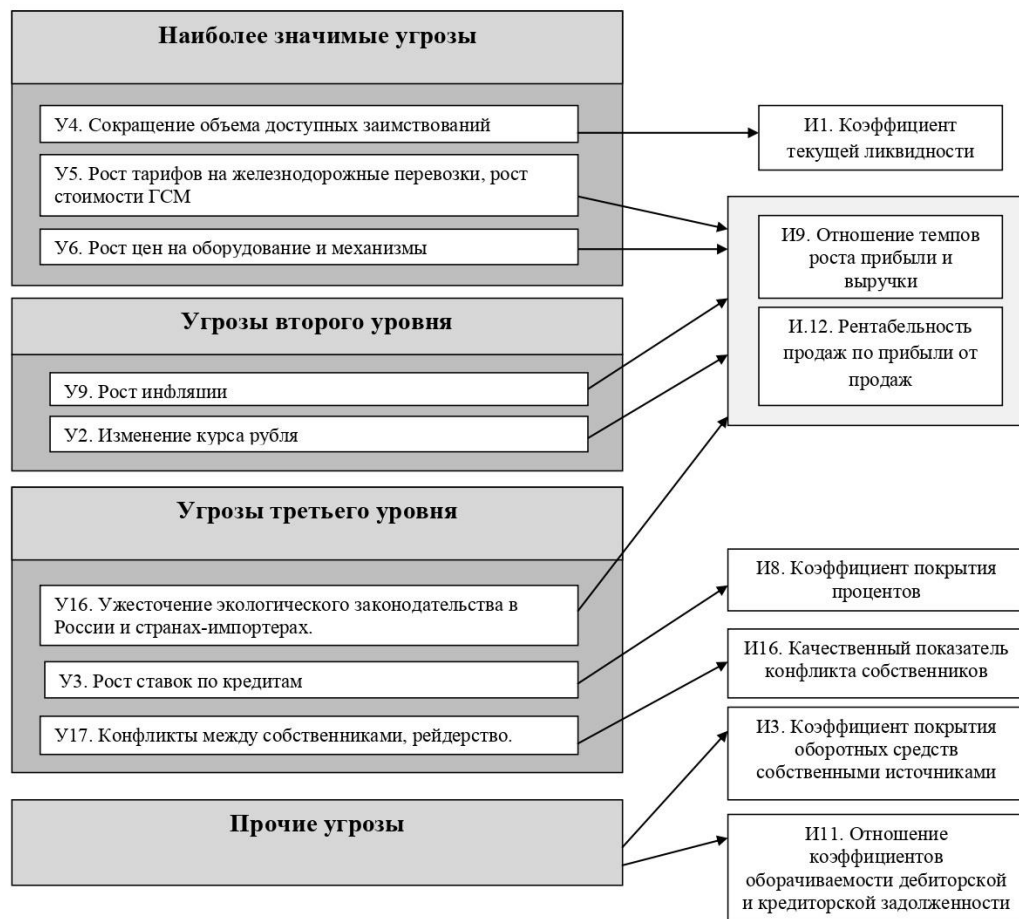 Наиболее значимые угрозы
У4. Сокращение объема доступных заимствований
У5. Рост тарифов на железнодорожные перевозки, рост
стоимости ГСМ
У6. Рост цен на оборудование и механизмы
Угрозы второго уровня
У9. Рост инфляции
У2. Изменение курса рубля
Угрозы третьего уровня
У16. Ужесточение экологического законодательства в
России и странах-импортерах.
У3. Рост ставок по кредитам
У17. Конфликты между собственниками, рейдерство.
Прочие угрозы
И1. Коэффициент
текущей ликвидности
И9. Отношение темпов
роста прибыли и
выручки
И.12. Рентабельность
продаж по прибыли от
продаж
И8. Коэффициент покрытия
процентов
И16. Качественный показатель
конфликта собственников
И3. Коэффициент покрытия
оборотных средств
собственными источниками
И11. Отношение
коэффициентов
оборачиваемости дебиторской
и кредиторской задолженности